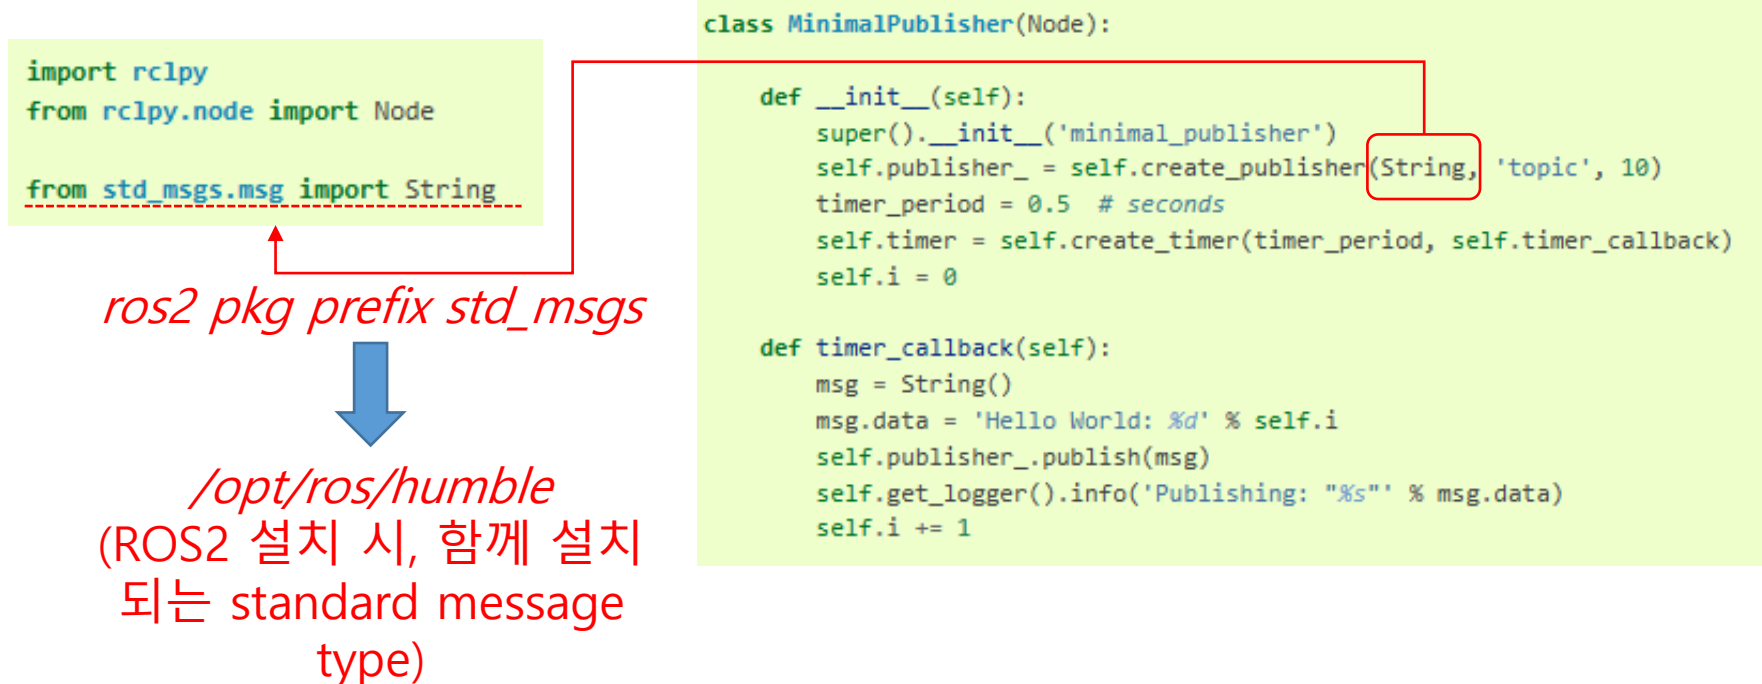 import rclpy
from rclpy.node import Node
from std_msgs.msg import String
ros2 pkg prefix std_msgs
/opt/ros/humble
(ROS2 설치 시, 함께 설치
되는 standard message
type)
class MinimalPublisher(Node):
def __init__(self):
super().__init__('minimal_publisher')
self.publisher_ = self.create_publisher(String, 'topic', 10)
timer_period = 0.5  # seconds
self.timer = self.create_timer(timer_period, self.timer_callback)
self.i = 0
def timer_callback(self):
msg = String()
msg.data = 'Hello World: %d' % self.i
self.publisher_.publish(msg)
self.get_logger().info('Publishing: "%s"' % msg.data)
self.i += 1